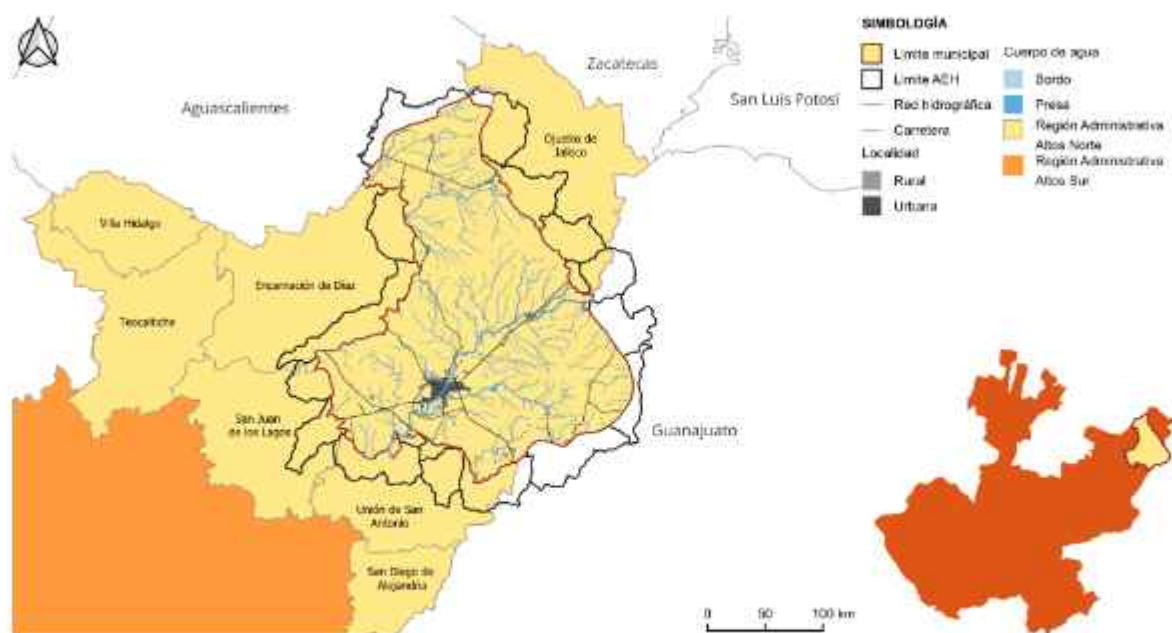 Zacatecas
Aguascalientes
San Luis Potosí
Ojuelos de
Jalisco
Villa Hidalgo
Encarnación de Díaz
Teocaltiche
San Juan
de los Lagos
Guanajuato
Unión de San
Antonio
San Diego de
Alejandría
0 50 100 km
SIMBOLOGÍA
Límite municipal
Límite AEH
Red hidrográfica
Carretera
Localidad
Rural
Urbana
Cuerpo de agua
Bordo
Presa
Región Administrativa
Altos Norte
Región Administrativa
Altos Sur